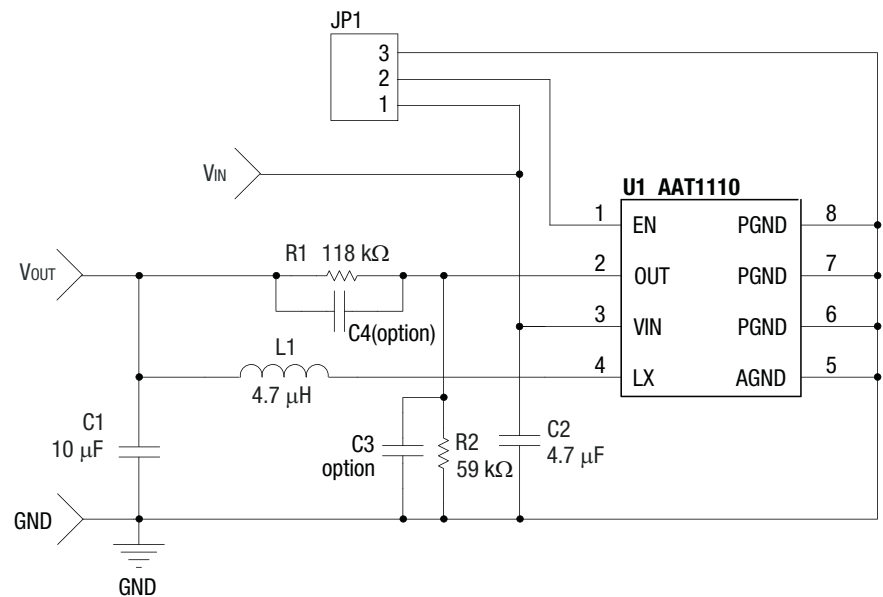 JP1
3
2
1
VIN
U1 AAT1110
1 EN PGND 8
R1 118 kΩ
VOUT
2 OUT PGND 7
3 VIN PGND 6
C4(option)
L1
4 LX AGND 5
4.7 μH
C1
10 μF
C3
option
R2
59 kΩ
C2
4.7 μF
GND
GND